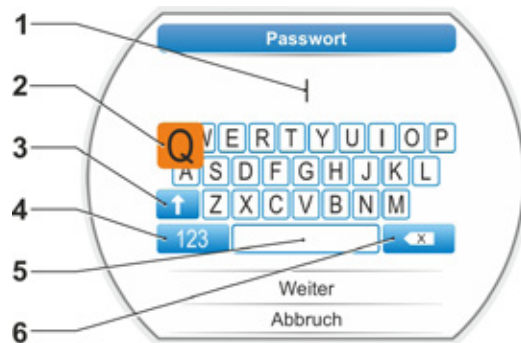 1
Passwort
2
Q W E R T Y U I O P
3
A S D F G H J K L
4
Z X C V B N M
123
X
5
Weiter
Abbruch
6